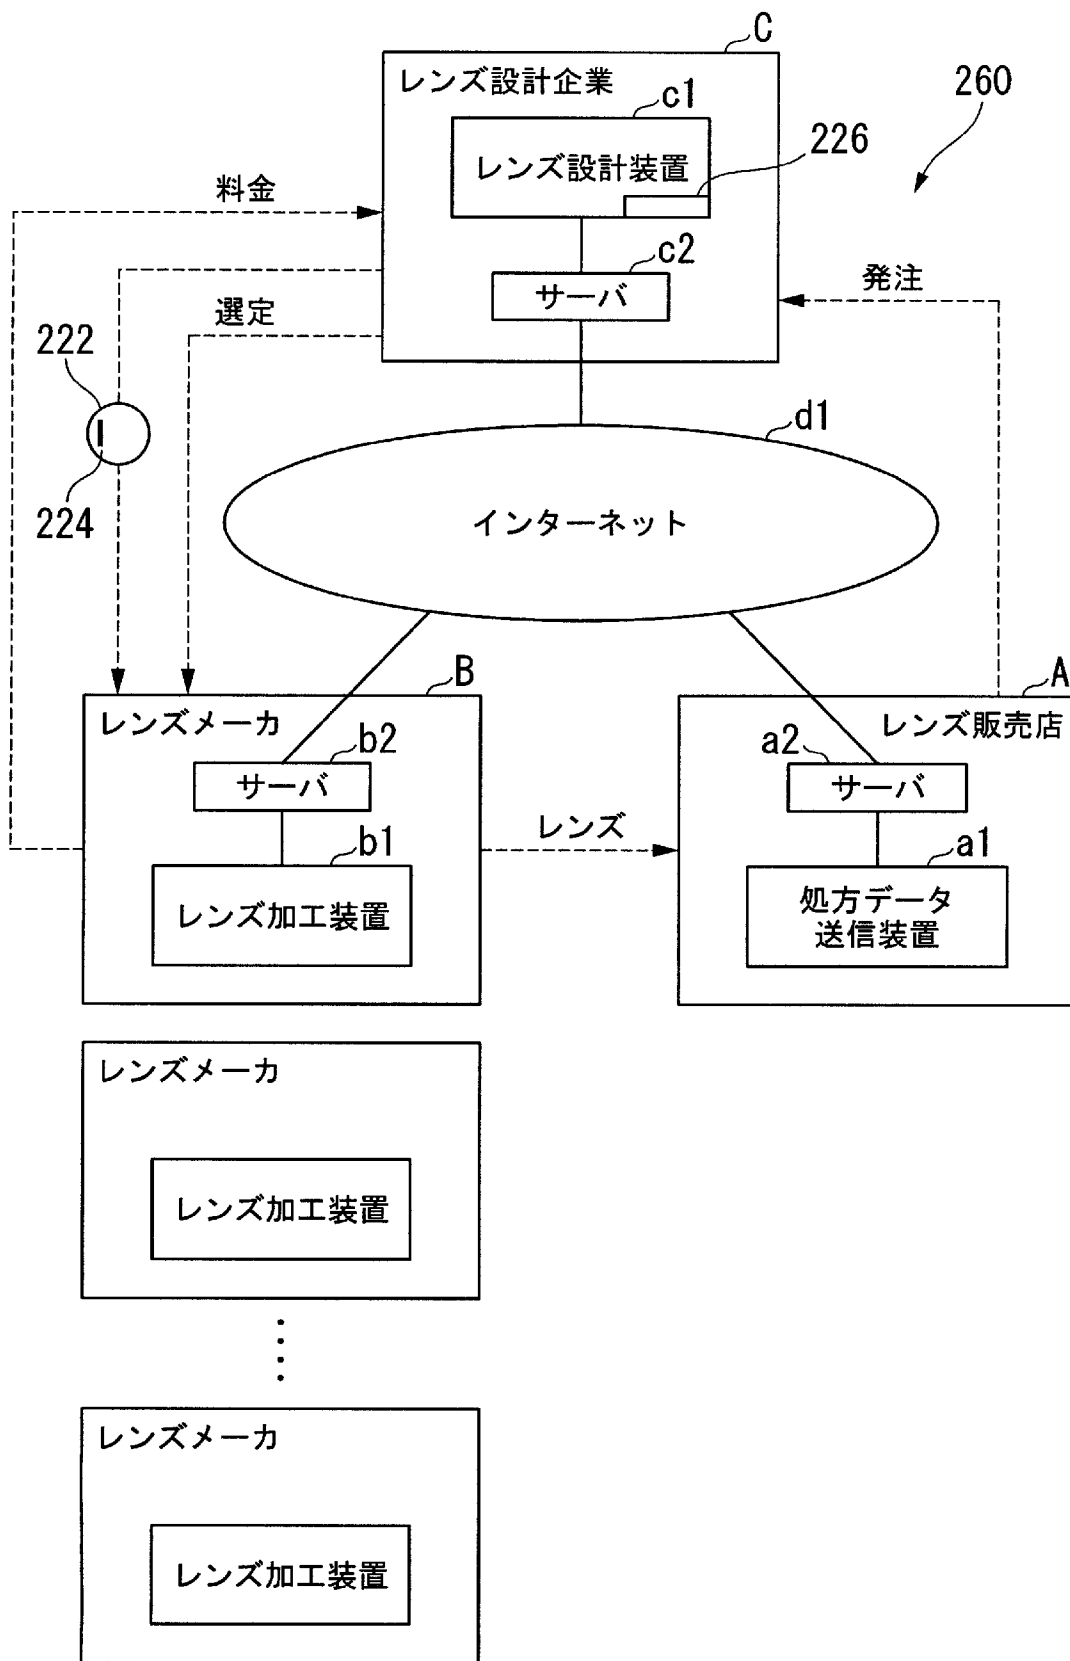 C
レンズ設計企業
260
c1
226
レンズ設計装置
料金
c2
サーバ
発注
選定
222
224
d1
インターネット
B
A
レンズメーカ
レンズ販売店
b2
a2
サーバ
サーバ
レンズ
b1
a1
レンズ加工装置
処方データ
送信装置
レンズメーカ
レンズ加工装置
レンズメーカ
レンズ加工装置